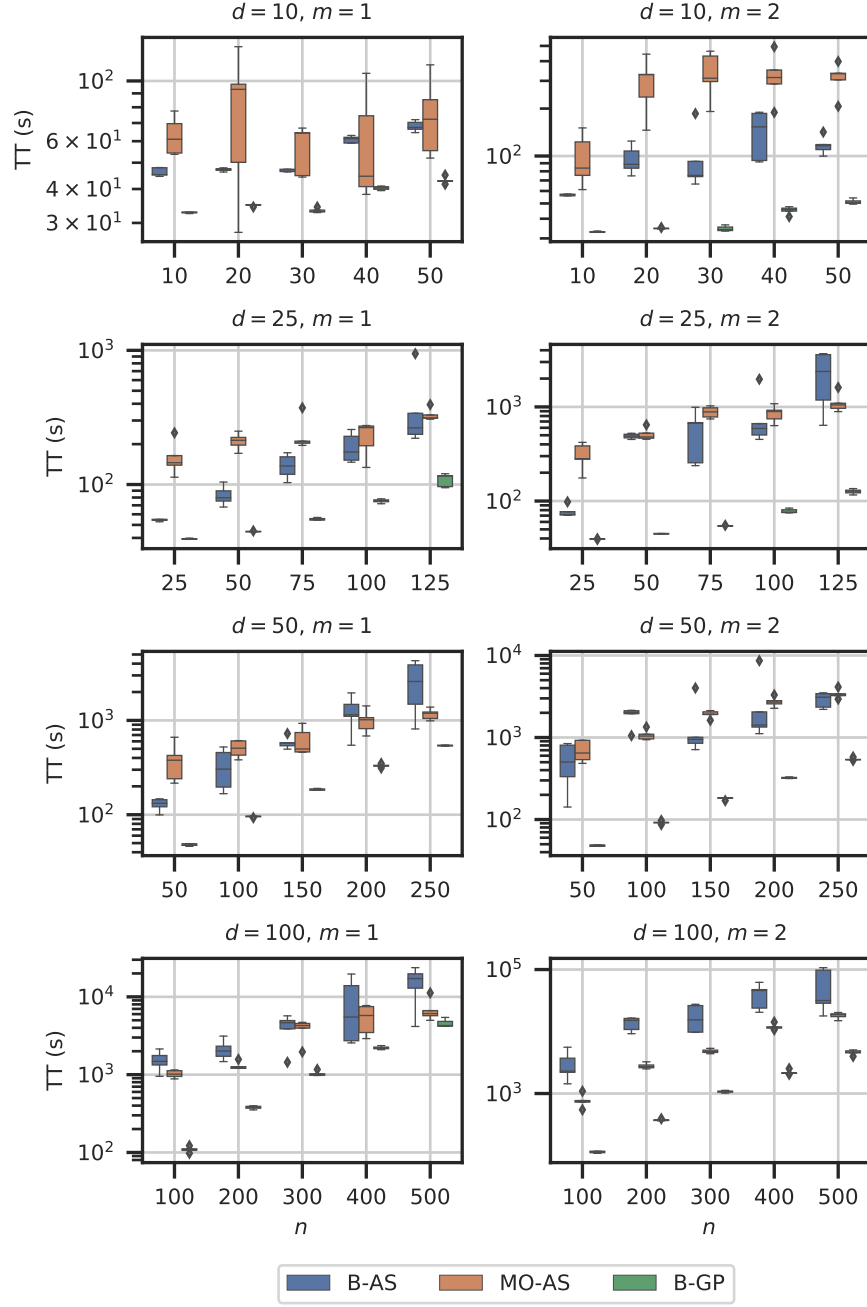 d = 10, m = 1
TT (s)
10²
6 × 10¹
4 × 10¹
3 × 10¹
10 20 30 40 50
d = 10, m = 2
10²
10 20 30 40 50
d = 25, m = 1
TT (s)
10³
10²
25 50 75 100 125
d = 25, m = 2
10³
10²
25 50 75 100 125
d = 50, m = 1
TT (s)
10³
10²
50 100 150 200 250
d = 50, m = 2
10⁴
10³
10²
50 100 150 200 250
d = 100, m = 1
TT (s)
10⁴
10³
10²
100 200 300 400 500
n
d = 100, m = 2
10⁵
10³
100 200 300 400 500
n
B-AS MO-AS B-GP